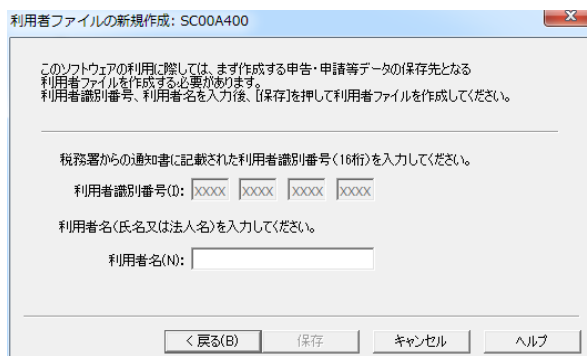 利用者ファイルの新規作成: SC00A400
このソフトウェアの利用に際しては、まず作成する申告・申請等データの保存先となる
利用者ファイルを作成する必要があります。
利用者識別番号、利用者名を入力後、[保存]を押して利用者ファイルを作成してください。
税務署からの通知書に記載された利用者識別番号(16桁)を入力してください。
利用者識別番号(I): xxxx xxxx xxxx xxxx
利用者名(氏名又は法人名)を入力してください。
利用者名(N):
< 戻る(B) 保存 キャンセル ヘルプ